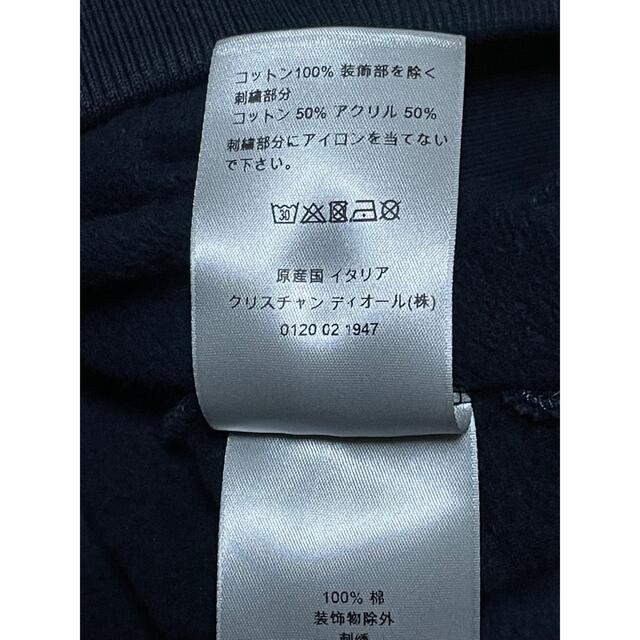 コットン100% 装飾部を除く
刺繍部分
コットン 50% アクリル 50%
刺繍部分にアイロンを当てない
で下さい。
30
原産国 イタリア
クリスチャン ディオール(株)
0120 02 1947
100% 棉
装饰物除外
刺绣